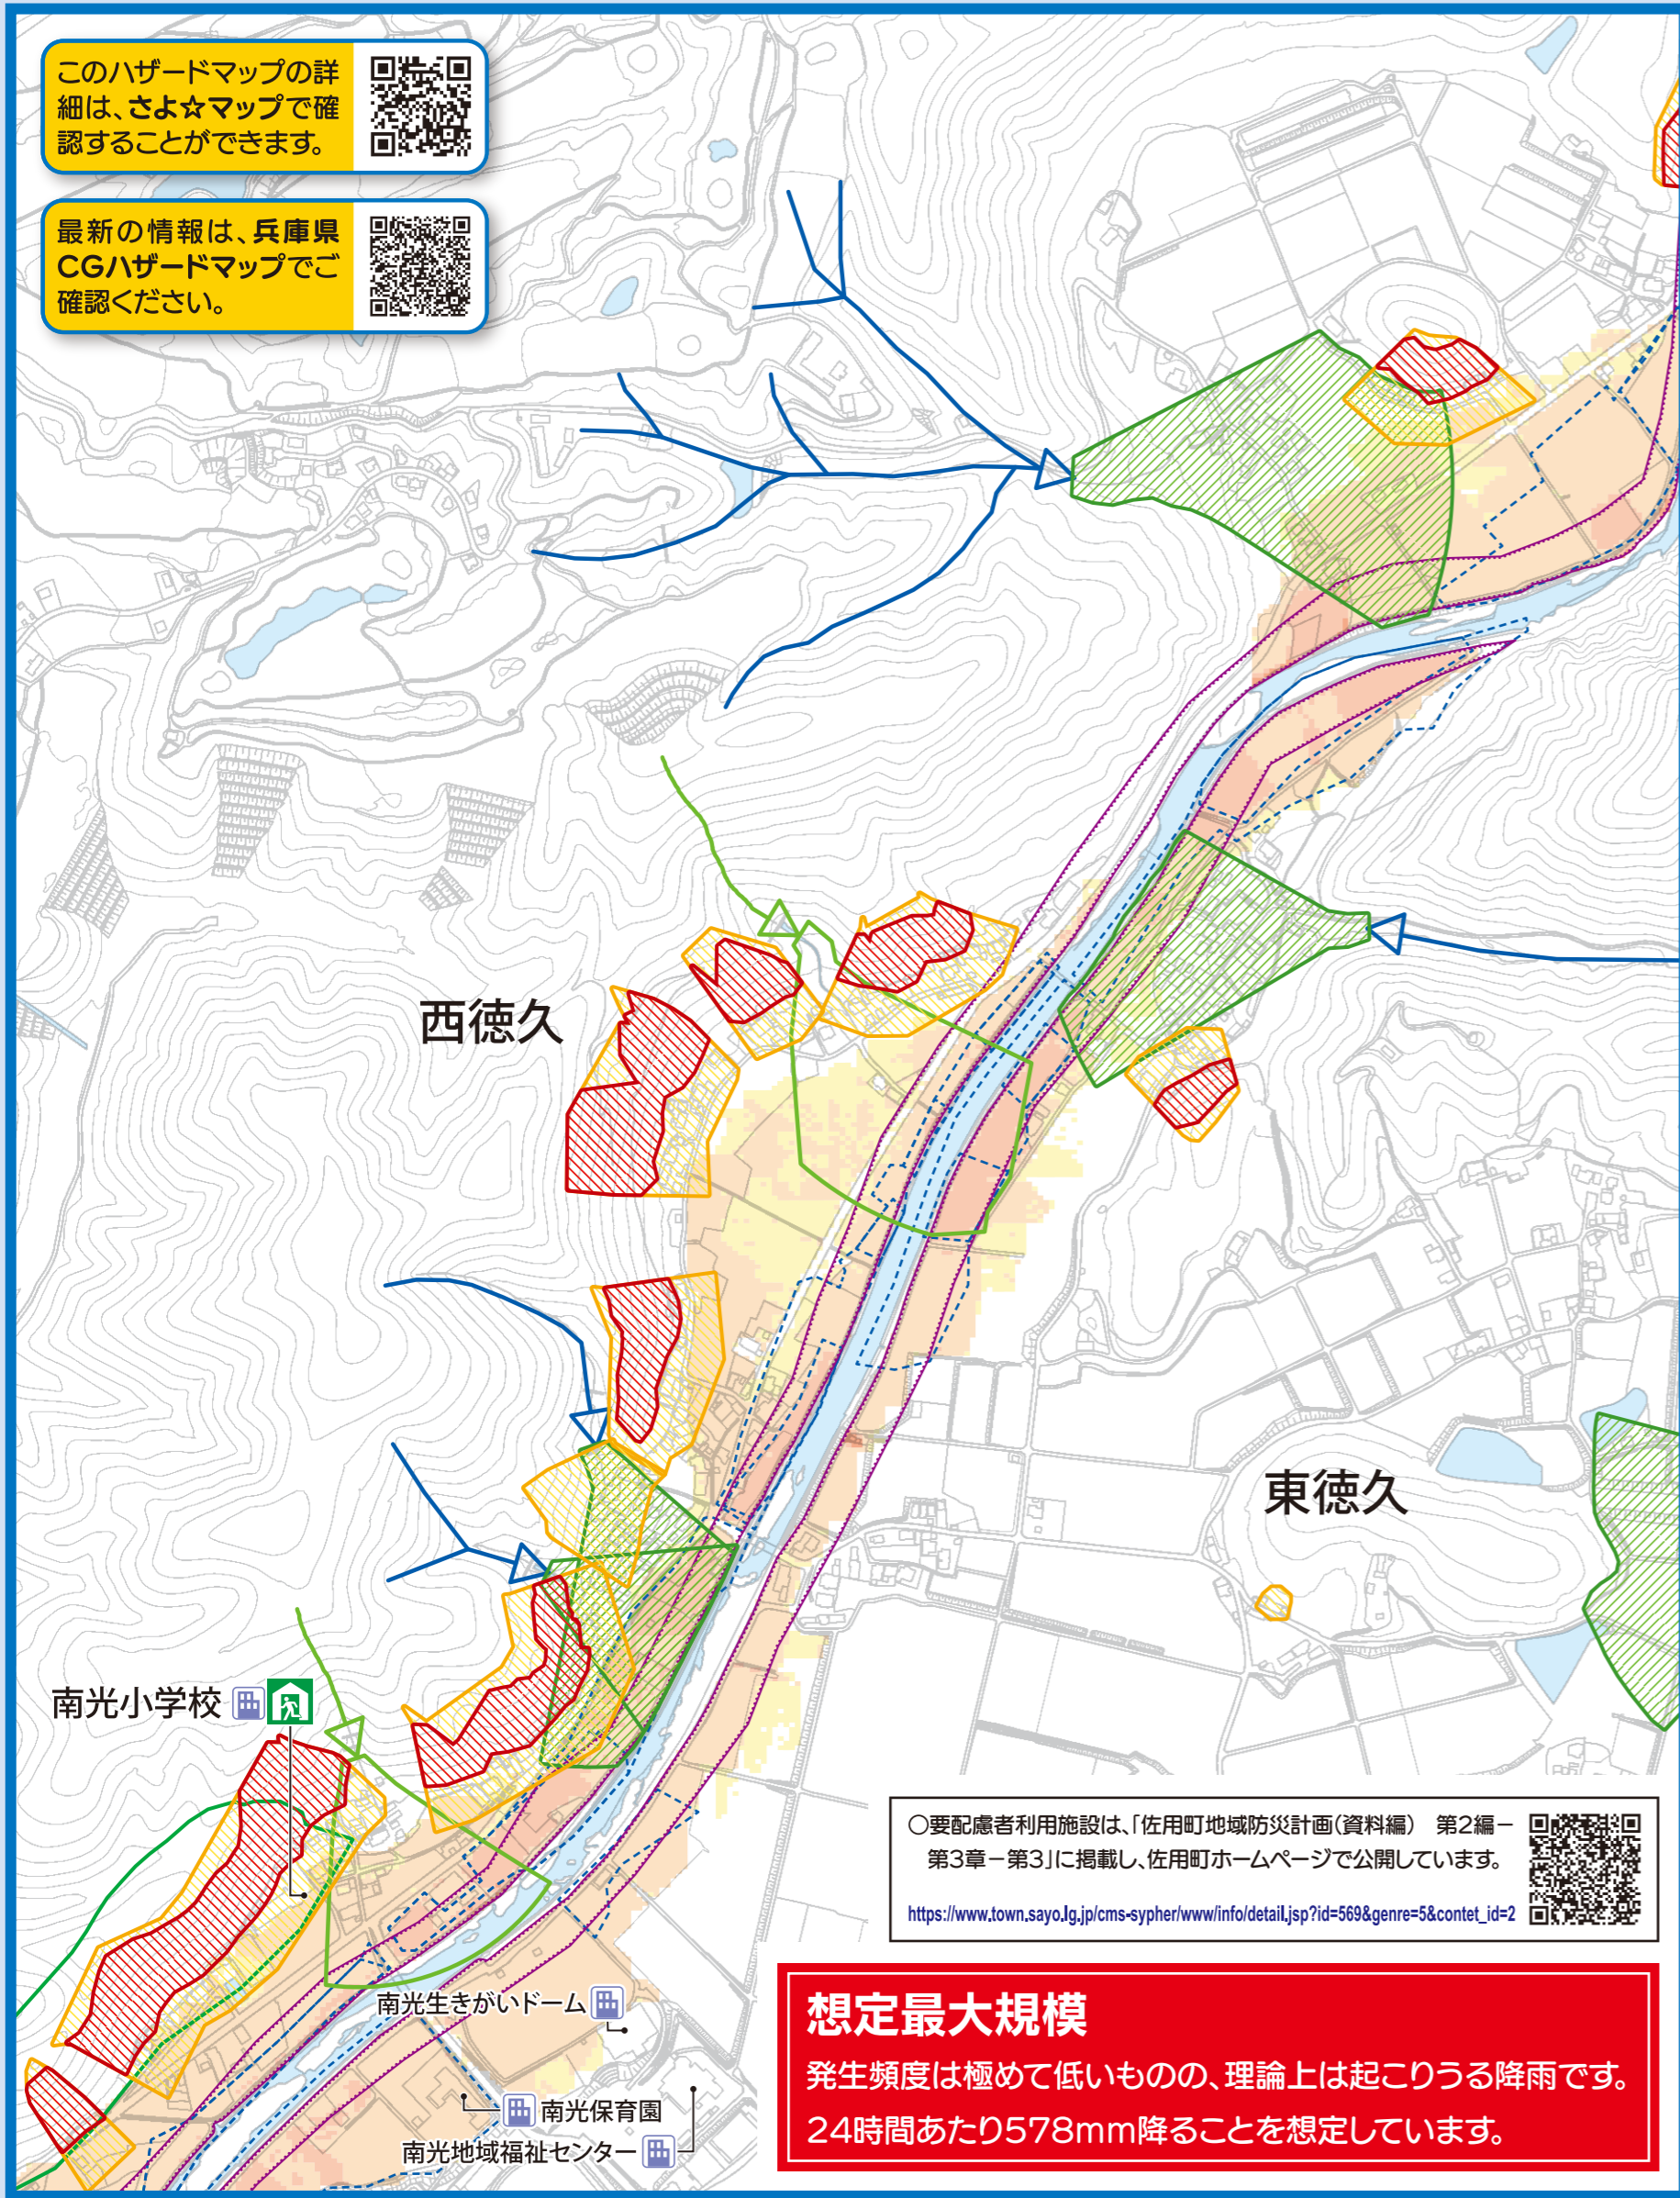 このハザードマップの詳
細は、さよ☆マップで確
認することができます。
最新の情報は、兵庫県
CGハザードマップでご
確認ください。
西徳久
東徳久
南光小学校
○要配慮者利用施設は、「佐用町地域防災計画(資料編)　第2編－
第3章－第3」に掲載し、佐用町ホームページで公開しています。
https://www.town.sayo.lg.jp/cms-sypher/www/info/detail.jsp?id=569&genre=5&contet_id=2
南光生きがいドーム
南光保育園
南光地域福祉センター
想定最大規模
発生頻度は極めて低いものの、理論上は起こりうる降雨です。
24時間あたり578mm降ることを想定しています。